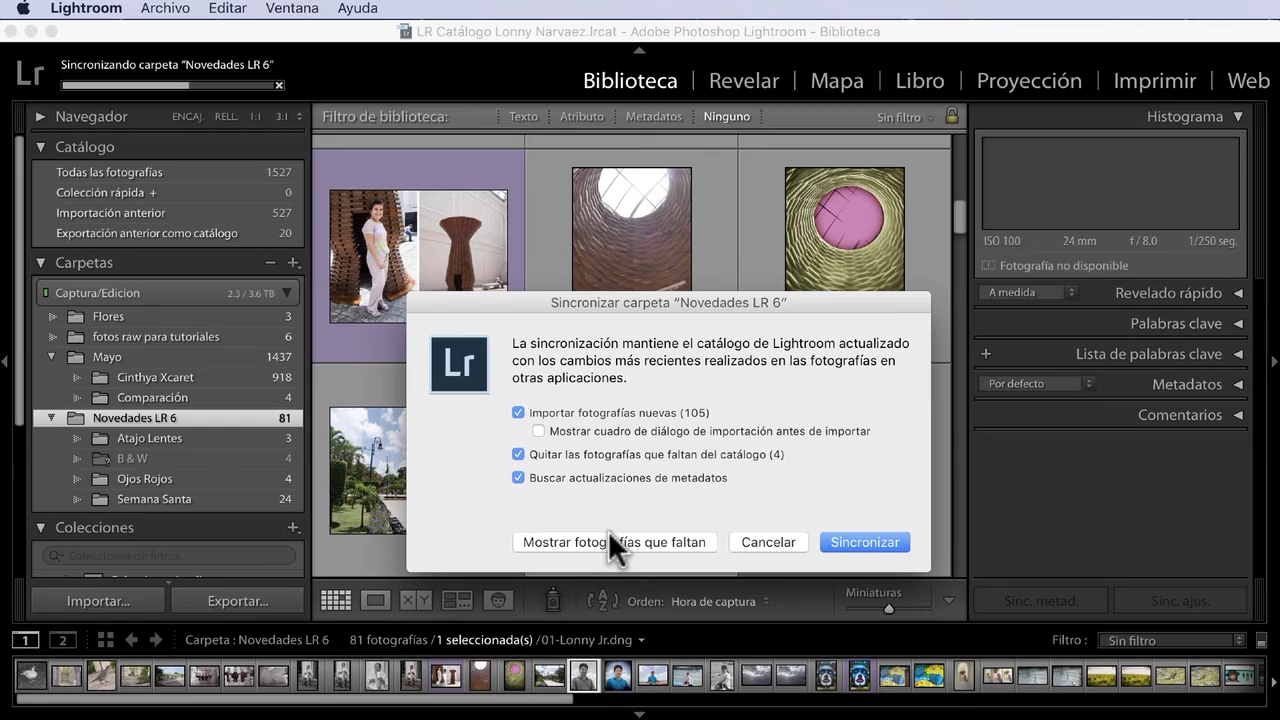 Lightroom Archivo Editar Ventana Ayuda
LR Catálogo Lonny Narvaez.lrcat - Adobe Photoshop Lightroom - Biblioteca
Lr
Sincronizando carpeta “Novedades LR 6”
Biblioteca | Revelar | Mapa | Libro | Proyección | Imprimir | Web
Navegador ENCAJ. RELL. 1:1 3:1
Filtro de biblioteca: Texto Atributo Metadatos Ninguno Sin filtro
Histograma
Catálogo
Todas las fotografías 1527
Colección rápida + 0
Importación anterior 527
Exportación anterior como catálogo 20
ISO 100 24 mm f / 8.0 1/250 seg.
Fotografía no disponible
Carpetas
Captura/Edicion 2.3 / 3.6 TB
Flores 3
fotos raw para tutoriales 6
Mayo 1437
Cinthya Xcaret 918
Comparación 4
Novedades LR 6 81
Atajo Lentes 3
B & W 4
Ojos Rojos 4
Semana Santa 24
Colecciones
Colecciones de filtros
Importar...
Exportar...
Sincronizar carpeta “Novedades LR 6”
Lr
La sincronización mantiene el catálogo de Lightroom actualizado
con los cambios más recientes realizados en las fotografías en
otras aplicaciones.
Importar fotografías nuevas (105)
Mostrar cuadro de diálogo de importación antes de importar
Quitar las fotografías que faltan del catálogo (4)
Buscar actualizaciones de metadatos
Mostrar fotografías que faltan
Cancelar
Sincronizar
A medida Revelado rápido
Palabras clave
Lista de palabras clave
Por defecto Metadatos
Comentarios
X Y
Orden: Hora de captura
Miniaturas
Sinc. metad.
Sinc. ajus.
1 2 Carpeta : Novedades LR 6 81 fotografías /1 seleccionada(s) /01-Lonny Jr.dng
Filtro : Sin filtro